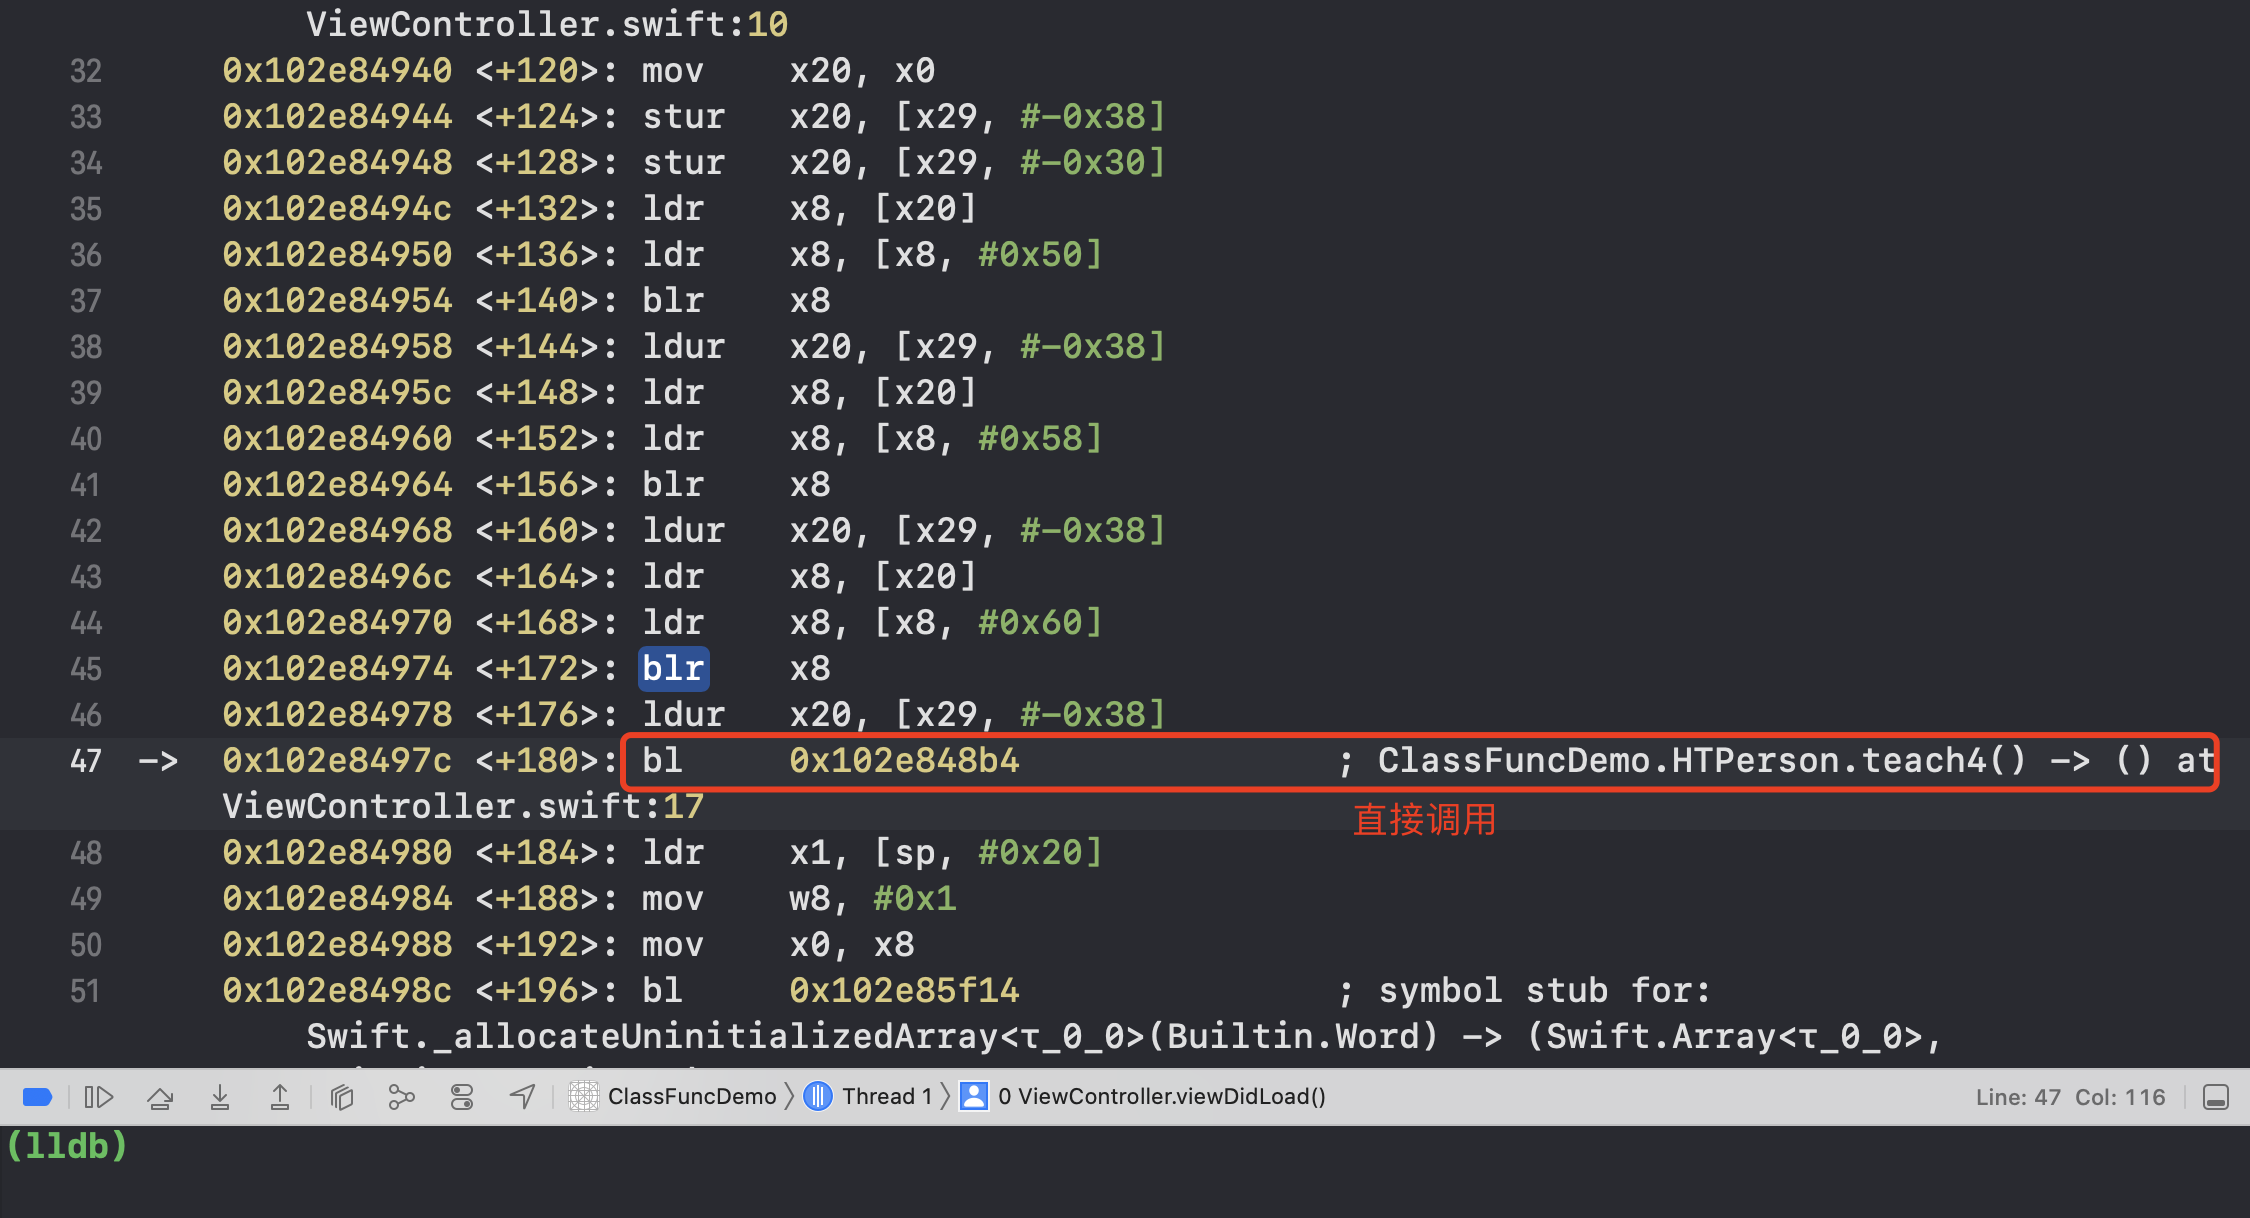 ViewController.swift:10
32 0x102e84940 <+120>: mov x20, x0
33 0x102e84944 <+124>: stur x20, [x29, #-0x38]
34 0x102e84948 <+128>: stur x20, [x29, #-0x30]
35 0x102e8494c <+132>: ldr x8, [x20]
36 0x102e84950 <+136>: ldr x8, [x8, #0x50]
37 0x102e84954 <+140>: blr x8
38 0x102e84958 <+144>: ldur x20, [x29, #-0x38]
39 0x102e8495c <+148>: ldr x8, [x20]
40 0x102e84960 <+152>: ldr x8, [x8, #0x58]
41 0x102e84964 <+156>: blr x8
42 0x102e84968 <+160>: ldur x20, [x29, #-0x38]
43 0x102e8496c <+164>: ldr x8, [x20]
44 0x102e84970 <+168>: ldr x8, [x8, #0x60]
45 0x102e84974 <+172>: blr x8
46 0x102e84978 <+176>: ldur x20, [x29, #-0x38]
47 -> 0x102e8497c <+180>: bl 0x102e848b4 ; ClassFuncDemo.HTPerson.teach4() -> () at
ViewController.swift:17
直接调用
48 0x102e84980 <+184>: ldr x1, [sp, #0x20]
49 0x102e84984 <+188>: mov w8, #0x1
50 0x102e84988 <+192>: mov x0, x8
51 0x102e8498c <+196>: bl 0x102e85f14 ; symbol stub for:
Swift._allocateUninitializedArray<τ_0_0>(Builtin.Word) -> (Swift.Array<τ_0_0>,
ClassFuncDemo 〉 Thread 1 〉 0 ViewController.viewDidLoad()
Line: 47 Col: 116
(lldb)